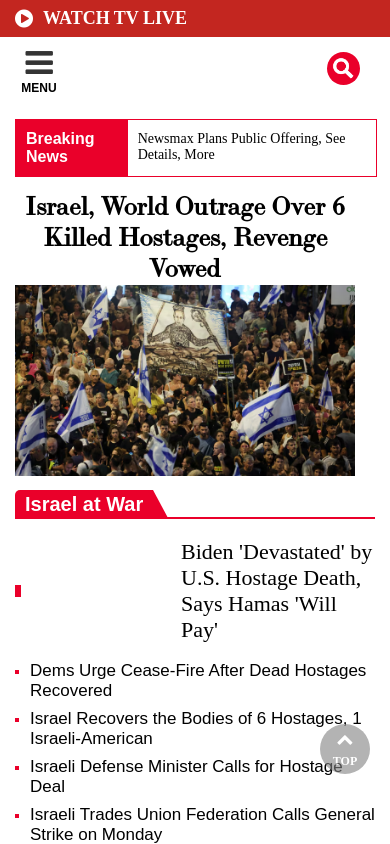 WATCH TV LIVE
MENU
Breaking
News
Newsmax Plans Public Offering, See
Details, More
Israel, World Outrage Over 6
Killed Hostages, Revenge
Vowed
Israel at War
Biden 'Devastated' by
U.S. Hostage Death,
Says Hamas 'Will
Pay'
Dems Urge Cease-Fire After Dead Hostages
Recovered
Israel Recovers the Bodies of 6 Hostages, 1
Israeli-American
Israeli Defense Minister Calls for Hostage
Deal
TOP
Israeli Trades Union Federation Calls General
Strike on Monday